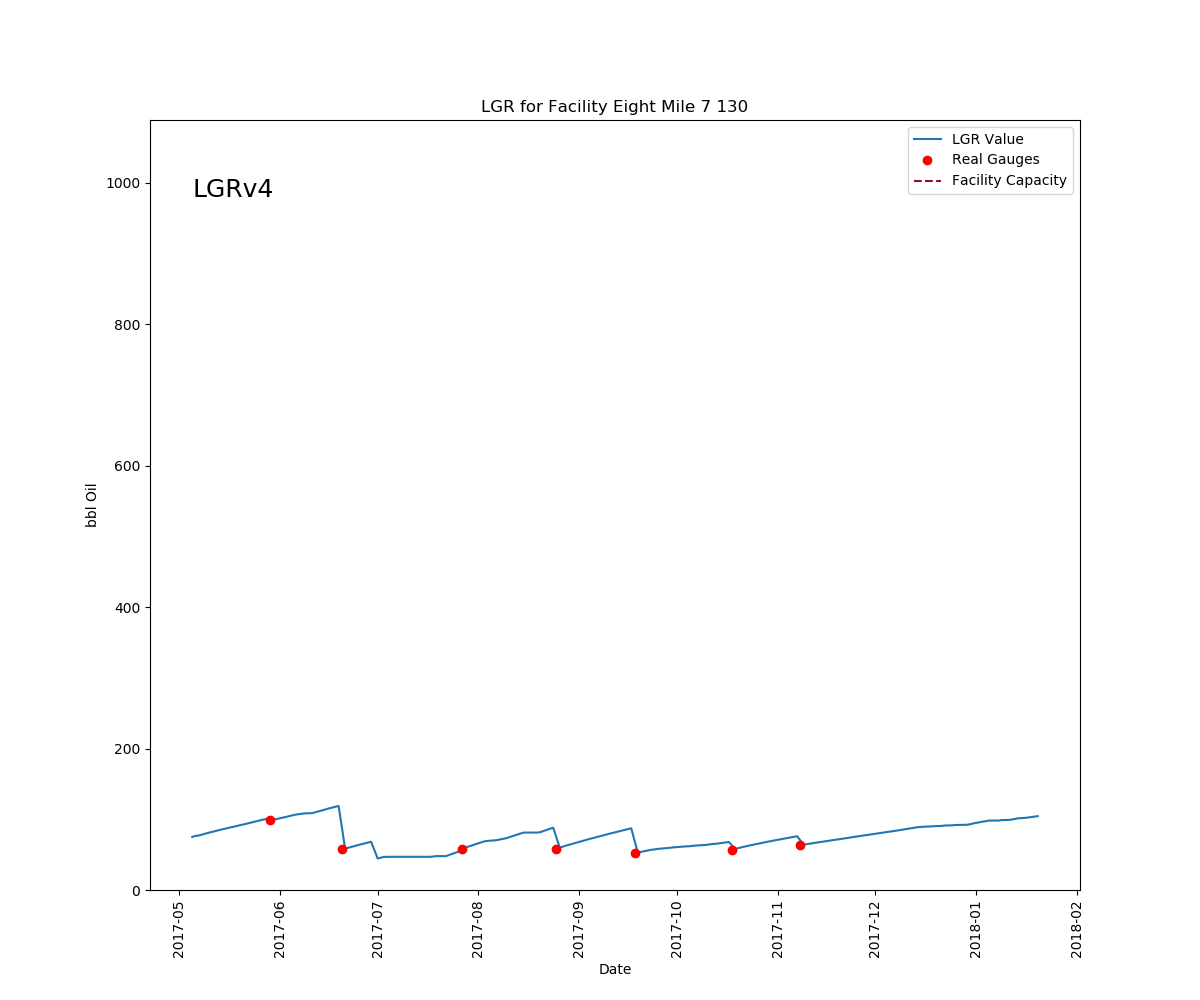 LGR for Facility Eight Mile 7 130
LGRv4
LGR Value
Real Gauges
Facility Capacity
1000
800
600
400
200
0
bbl Oil
2017-05
2017-06
2017-07
2017-08
2017-09
2017-10
2017-11
2017-12
2018-01
2018-02
Date